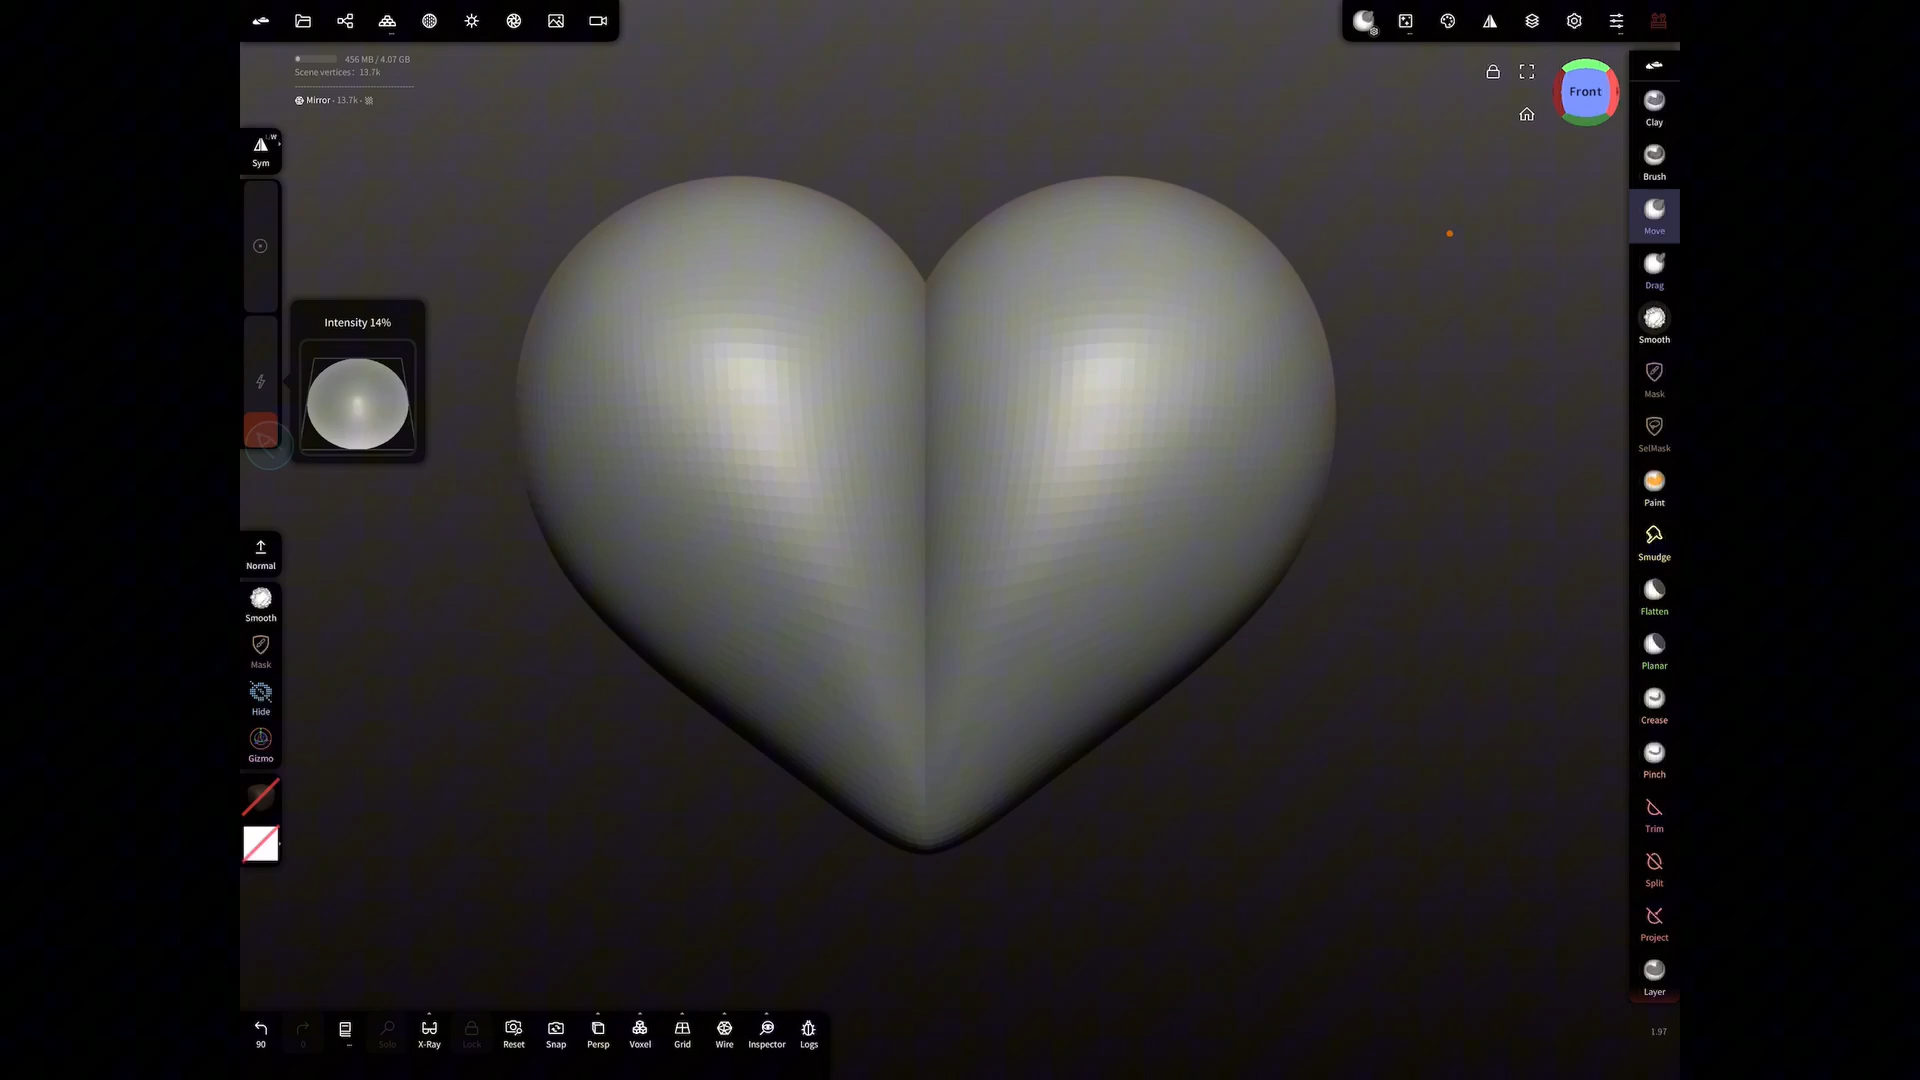 456 MB / 4.07 GB
Scene vertices: 13.7k
Mirror - 13.7k -
Front
Sym
Intensity 14%
Normal
Smooth
Mask
Hide
Gizmo
Clay
Brush
Move
Drag
Smooth
Mask
SelMask
Paint
Smudge
Flatten
Planar
Crease
Pinch
Trim
Split
Project
Layer
1.97
90
0
Solo
X-Ray
Lock
Reset
Snap
Persp
Voxel
Grid
Wire
Inspector
Logs